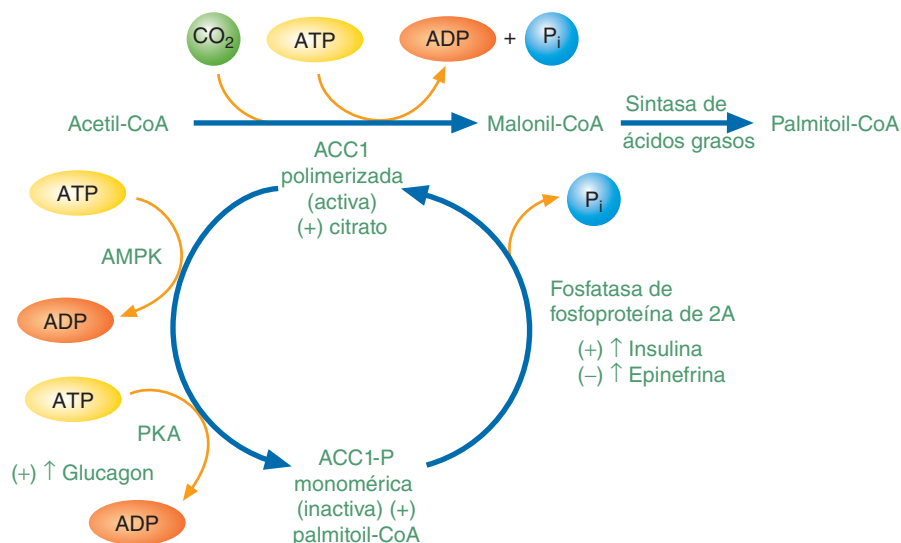 CO₂
ATP
ADP + Pᵢ
Acetil-CoA
Malonil-CoA
Sintasa de
ácidos grasos
Palmitoil-CoA
ACC1
polimerizada
(activa)
(+) citrato
ATP
AMPK
ADP
Pᵢ
Fosfatasa de
fosfoproteína de 2A
(+) ↑ Insulina
(−) ↑ Epinefrina
ATP
PKA
(+) ↑ Glucagon
ADP
ACC1-P
monomérica
(inactiva) (+)
palmitoil-CoA